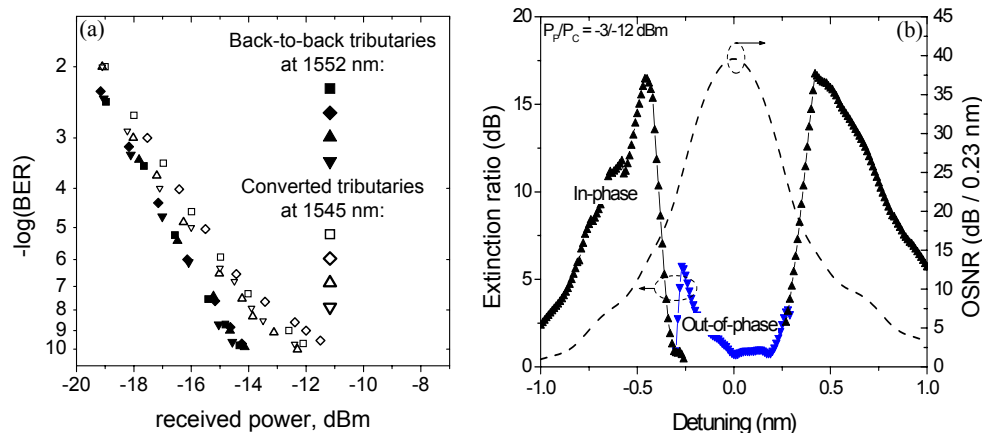 (a)
Back-to-back tributaries
at 1552 nm:
Converted tributaries
at 1545 nm:
-log(BER)
2
3
4
5
6
7
8
9
10
-20 -18 -16 -14 -12 -10 -8
received power, dBm
(b)
P_P/P_C = -3/-12 dBm
In-phase
Out-of-phase
Extinction ratio (dB)
20
15
10
5
0
OSNR (dB / 0.23 nm)
45
40
35
30
25
20
15
10
5
0
-1.0 -0.5 0.0 0.5 1.0
Detuning (nm)